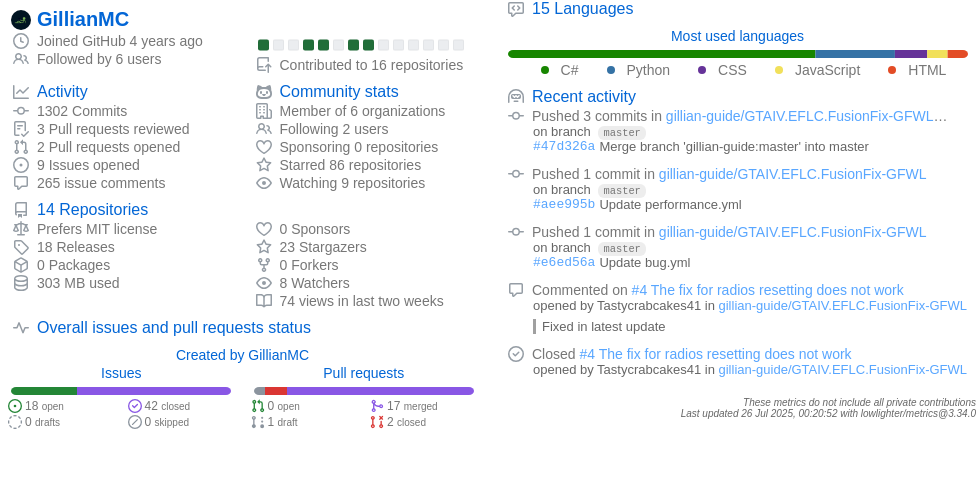 GillianMC
Joined GitHub 4 years ago
Followed by 6 users
Contributed to 16 repositories
Activity
1302 Commits
3 Pull requests reviewed
2 Pull requests opened
9 Issues opened
265 issue comments
Community stats
Member of 6 organizations
Following 2 users
Sponsoring 0 repositories
Starred 86 repositories
Watching 9 repositories
14 Repositories
Prefers MIT license
18 Releases
0 Packages
303 MB used
0 Sponsors
23 Stargazers
0 Forkers
8 Watchers
74 views in last two weeks
Overall issues and pull requests status
Created by GillianMC
Issues
18 open
42 closed
0 drafts
0 skipped
Pull requests
0 open
17 merged
1 draft
2 closed
15 Languages
Most used languages
C# Python CSS JavaScript HTML
Recent activity
Pushed 3 commits in gillian-guide/GTAIV.EFLC.FusionFix-GFWL…
on branch master
#47d326a Merge branch 'gillian-guide:master' into master
Pushed 1 commit in gillian-guide/GTAIV.EFLC.FusionFix-GFWL
on branch master
#aee995b Update performance.yml
Pushed 1 commit in gillian-guide/GTAIV.EFLC.FusionFix-GFWL
on branch master
#e6ed56a Update bug.yml
Commented on #4 The fix for radios resetting does not work
opened by Tastycrabcakes41 in gillian-guide/GTAIV.EFLC.FusionFix-GFWL
Fixed in latest update
Closed #4 The fix for radios resetting does not work
opened by Tastycrabcakes41 in gillian-guide/GTAIV.EFLC.FusionFix-GFWL
These metrics do not include all private contributions
Last updated 26 Jul 2025, 00:20:52 with lowlighter/metrics@3.34.0